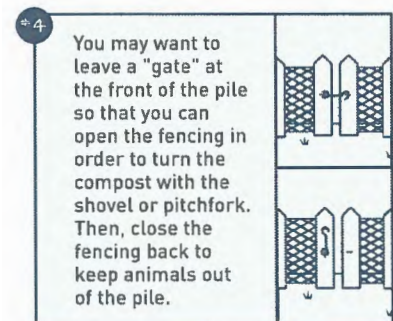 #4
You may want to
leave a "gate" at
the front of the pile
so that you can
open the fencing in
order to turn the
compost with the
shovel or pitchfork.
Then, close the
fencing back to
keep animals out
of the pile.